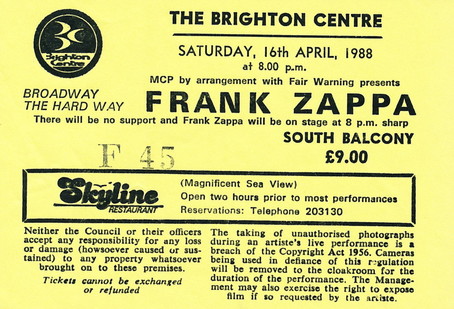 THE BRIGHTON CENTRE
Brighton
Centre
SATURDAY, 16th APRIL, 1988
at 8.00 p.m.
MCP by arrangement with Fair Warning presents
BROADWAY
THE HARD WAY
FRANK ZAPPA
There will be no support and Frank Zappa will be on stage at 8 p.m. sharp
SOUTH BALCONY
£9.00
F 45
Skyline
RESTAURANT
(Magnificent Sea View)
Open two hours prior to most performances
Reservations: Telephone 203130
Neither the Council or their officers
accept any responsibility for any loss
or damage (howsoever caused or sus-
tained) to any property whatsoever
brought on to these premises.
Tickets cannot be exchanged
or refunded
The taking of unauthorised photographs
during an artiste's live performance is a
breach of the Copyright Act 1956. Cameras
being used in defiance of this regulation
will be removed to the cloakroom for the
duration of the performance. The Manage-
ment may also exercise the right to expose
film if so requested by the artiste.